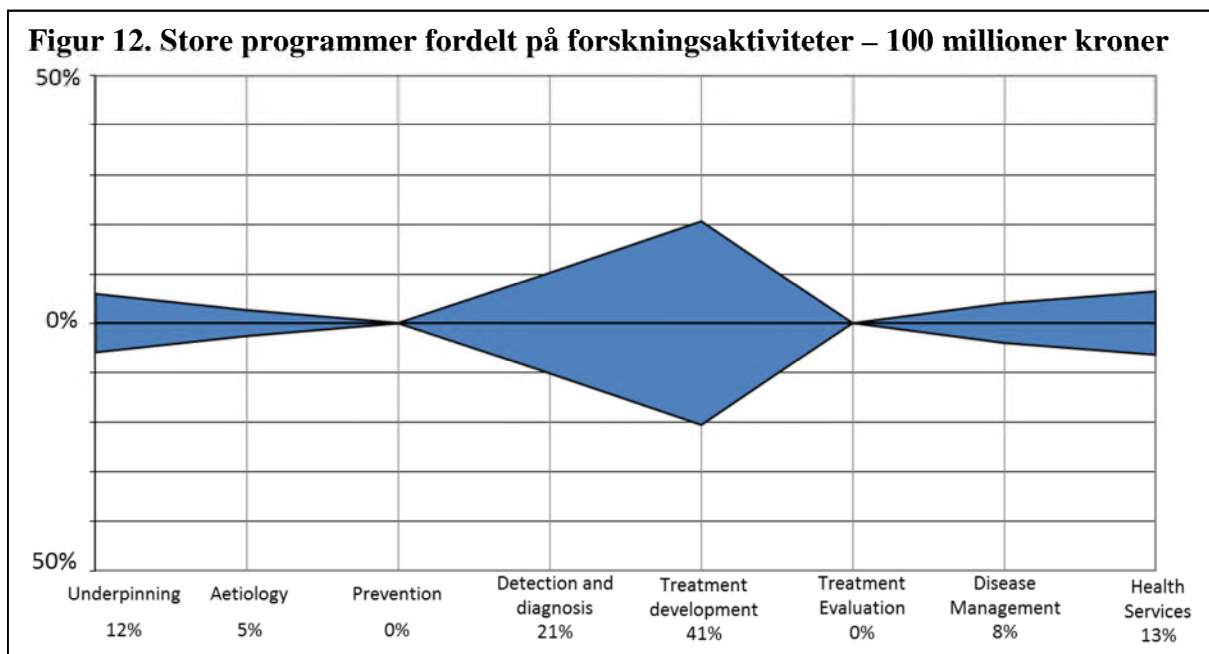 Figur 12. Store programmer fordelt på forskningsaktiviteter – 100 millioner kroner
50%
0%
50%
Underpinning
12%
Aetiology
5%
Prevention
0%
Detection and
diagnosis
21%
Treatment
development
41%
Treatment
Evaluation
0%
Disease
Management
8%
Health
Services
13%